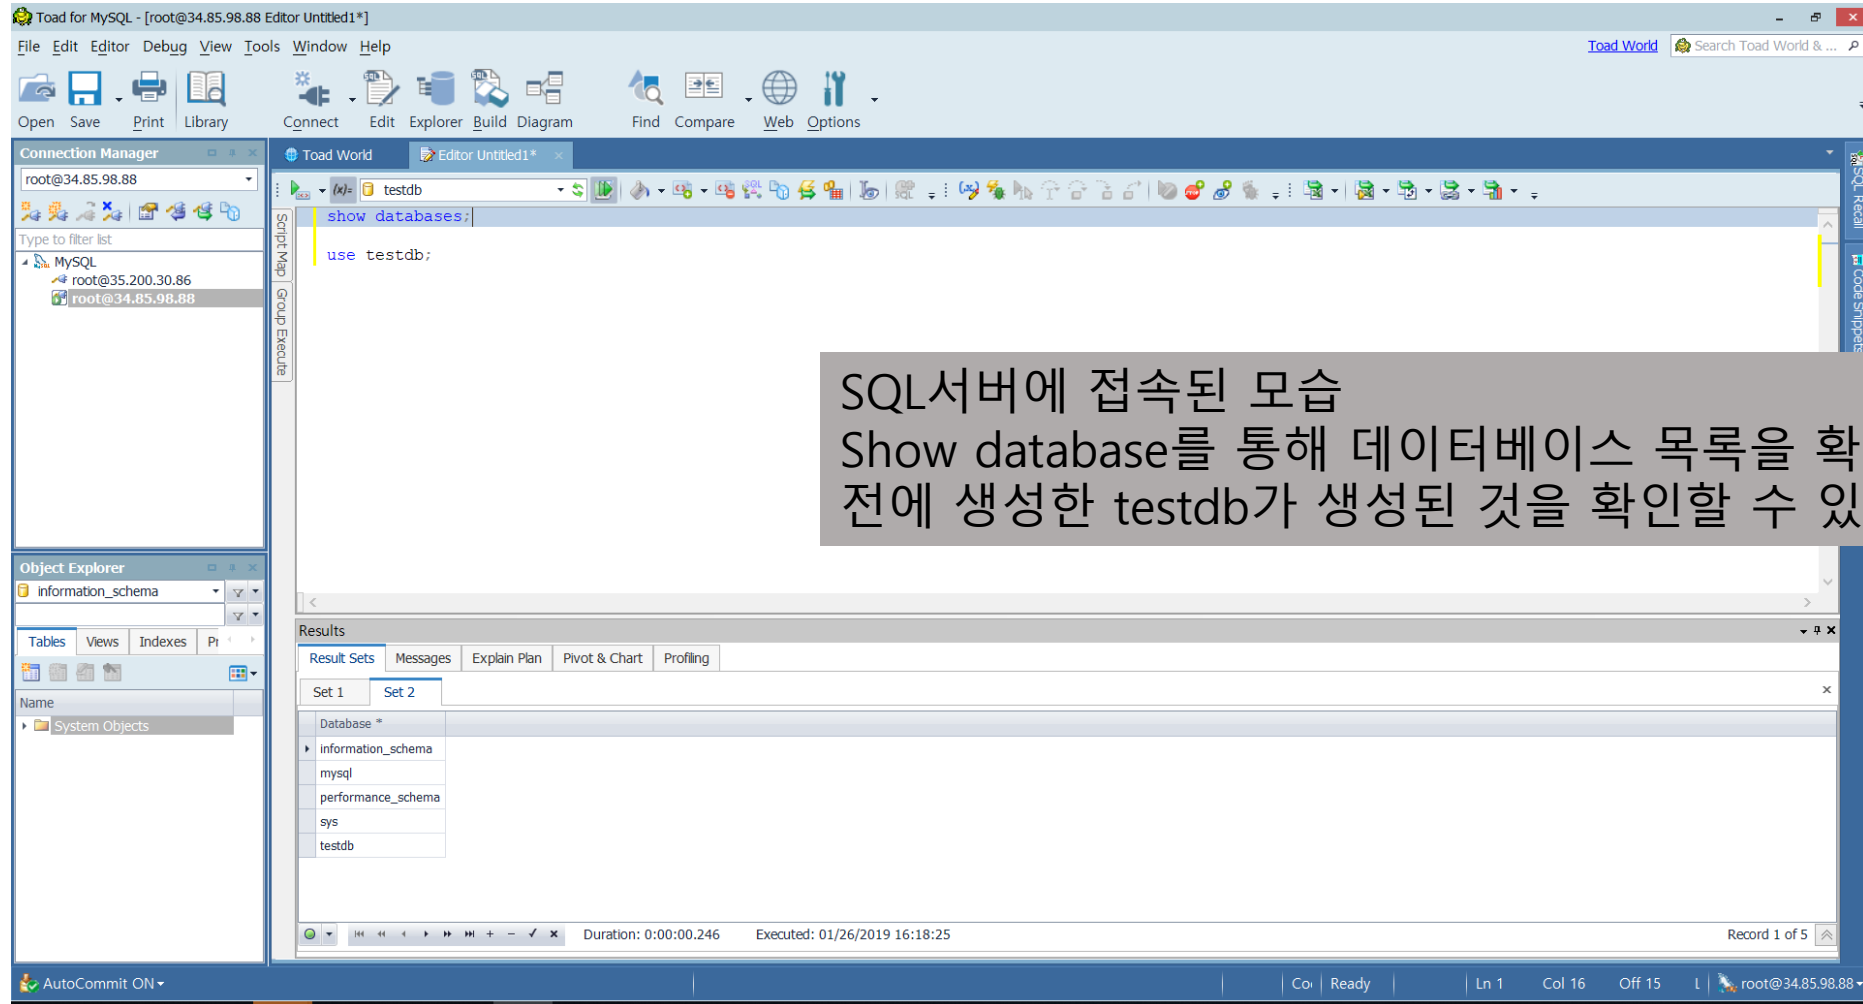 Toad for MySQL - [root@34.85.98.88 Editor Untitled1*]
File Edit Editor Debug View Tools Window Help
Toad World Search Toad World & ...
Open Save Print Library Connect Edit Explorer Build Diagram Find Compare Web Options
Connection Manager
root@34.85.98.88
Type to filter list
MySQL
root@35.200.30.86
root@34.85.98.88
Toad World Editor Untitled1*
(x)= testdb
Script Map
Group Execute
show databases;
use testdb;
SQL Recall
Code Snippets
SQL서버에 접속된 모습
Show database를 통해 데이터베이스 목록을 확
전에 생성한 testdb가 생성된 것을 확인할 수 있
Object Explorer
information_schema
Tables Views Indexes
Name
System Objects
Results
Result Sets Messages Explain Plan Pivot & Chart Profiling
Set 1 Set 2
Database *
information_schema
mysql
performance_schema
sys
testdb
Duration: 0:00:00.246 Executed: 01/26/2019 16:18:25 Record 1 of 5
AutoCommit ON Ready Ln 1 Col 16 Off 15 L root@34.85.98.88